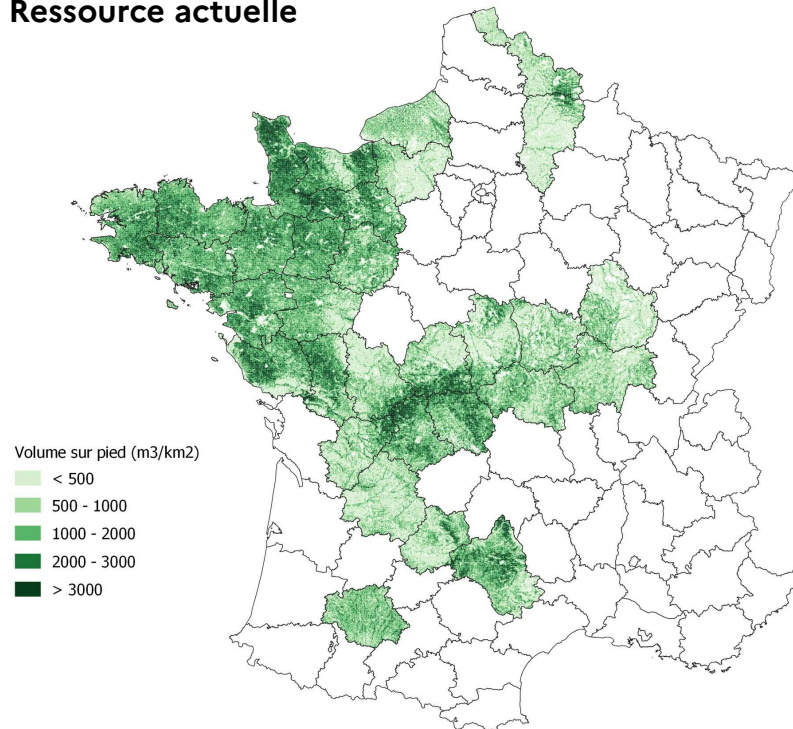 Ressource actuelle
Volume sur pied (m3/km2)
< 500
500 - 1000
1000 - 2000
2000 - 3000
> 3000